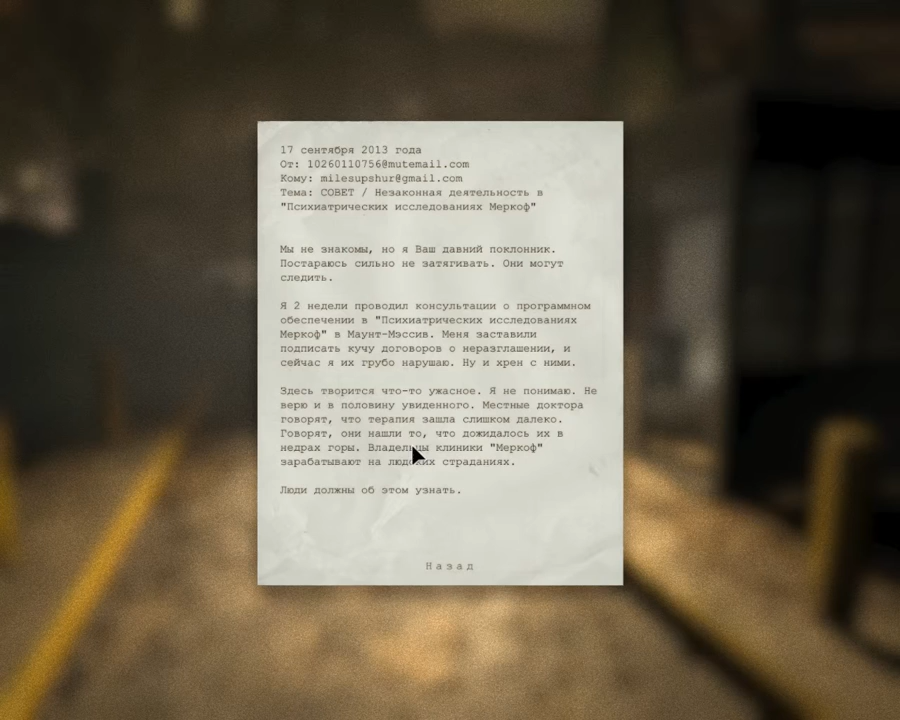 17 сентября 2013 года
От: 10260110756@mutemail.com
Кому: milesupshur@gmail.com
Тема: СОВЕТ / Незаконная деятельность в
"Психиатрических исследованиях Меркоф"
Мы не знакомы, но я Ваш давний поклонник.
Постараюсь сильно не затягивать. Они могут
следить.
Я 2 недели проводил консультации о программном
обеспечении в "Психиатрических исследованиях
Меркоф" в Маунт-Мэссив. Меня заставили
подписать кучу договоров о неразглашении, и
сейчас я их грубо нарушаю. Ну и хрен с ними.
Здесь творится что-то ужасное. Я не понимаю. Не
верю и в половину увиденного. Местные доктора
говорят, что терапия зашла слишком далеко.
Говорят, они нашли то, что дожидалось их в
недрах горы. Владельцы клиники "Меркоф"
зарабатывают на людских страданиях.
Люди должны об этом узнать.
Назад